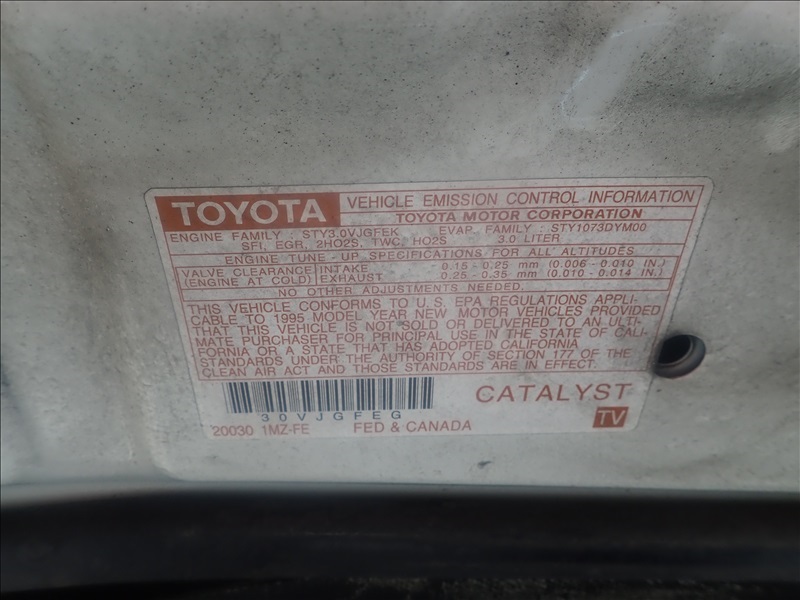 TOYOTA
VEHICLE EMISSION CONTROL INFORMATION
TOYOTA MOTOR CORPORATION
ENGINE FAMILY STY3.0VJGFEK EVAP. FAMILY : STY1073DYM00
SFI, EGR, 2HO2S, TWC, HO2S 3.0 LITER
ENGINE TUNE - UP SPECIFICATIONS FOR ALL ALTITUDES
VALVE CLEARANCE INTAKE 0.15 - 0.25 mm (0.006 - 0.010 IN.)
(ENGINE AT COLD) EXHAUST 0.25 - 0.35 mm (0.010 - 0.014 IN.)
NO OTHER ADJUSTMENTS NEEDED.
THIS VEHICLE CONFORMS TO U.S. EPA REGULATIONS APPLI-
CABLE TO 1995 MODEL YEAR NEW MOTOR VEHICLES PROVIDED
THAT THIS VEHICLE IS NOT SOLD OR DELIVERED TO AN ULTI-
MATE PURCHASER FOR PRINCIPAL USE IN THE STATE OF CALI-
FORNIA OR A STATE THAT HAS ADOPTED CALIFORNIA
STANDARDS UNDER THE AUTHORITY OF SECTION 177 OF THE
CLEAN AIR ACT AND THOSE STANDARDS ARE IN EFFECT.
30VJGFEG
CATALYST
20030 1MZ-FE FED & CANADA
TV